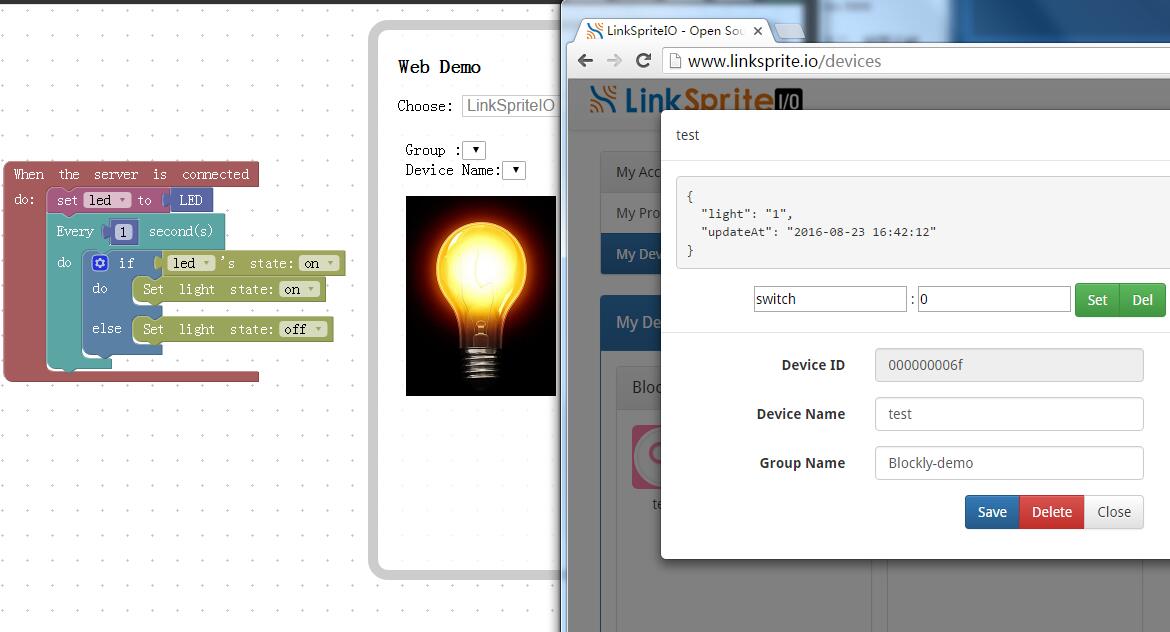 When the server is connected
do:
set led to LED
Every 1 second(s)
do
if led 's state: on
do
Set light state: on
else
Set light state: off
Web Demo
Choose: LinkSpriteIO
Group :
Device Name:
LinkSpriteIO - Open Sou
www.linksprite.io/devices
LinkSprite I/O
My Acc
My Pro
My Dev
My De
Block
te
test
{
"light": "1",
"updateAt": "2016-08-23 16:42:12"
}
switch : 0 Set Del
Device ID 000000006f
Device Name test
Group Name Blockly-demo
Save Delete Close